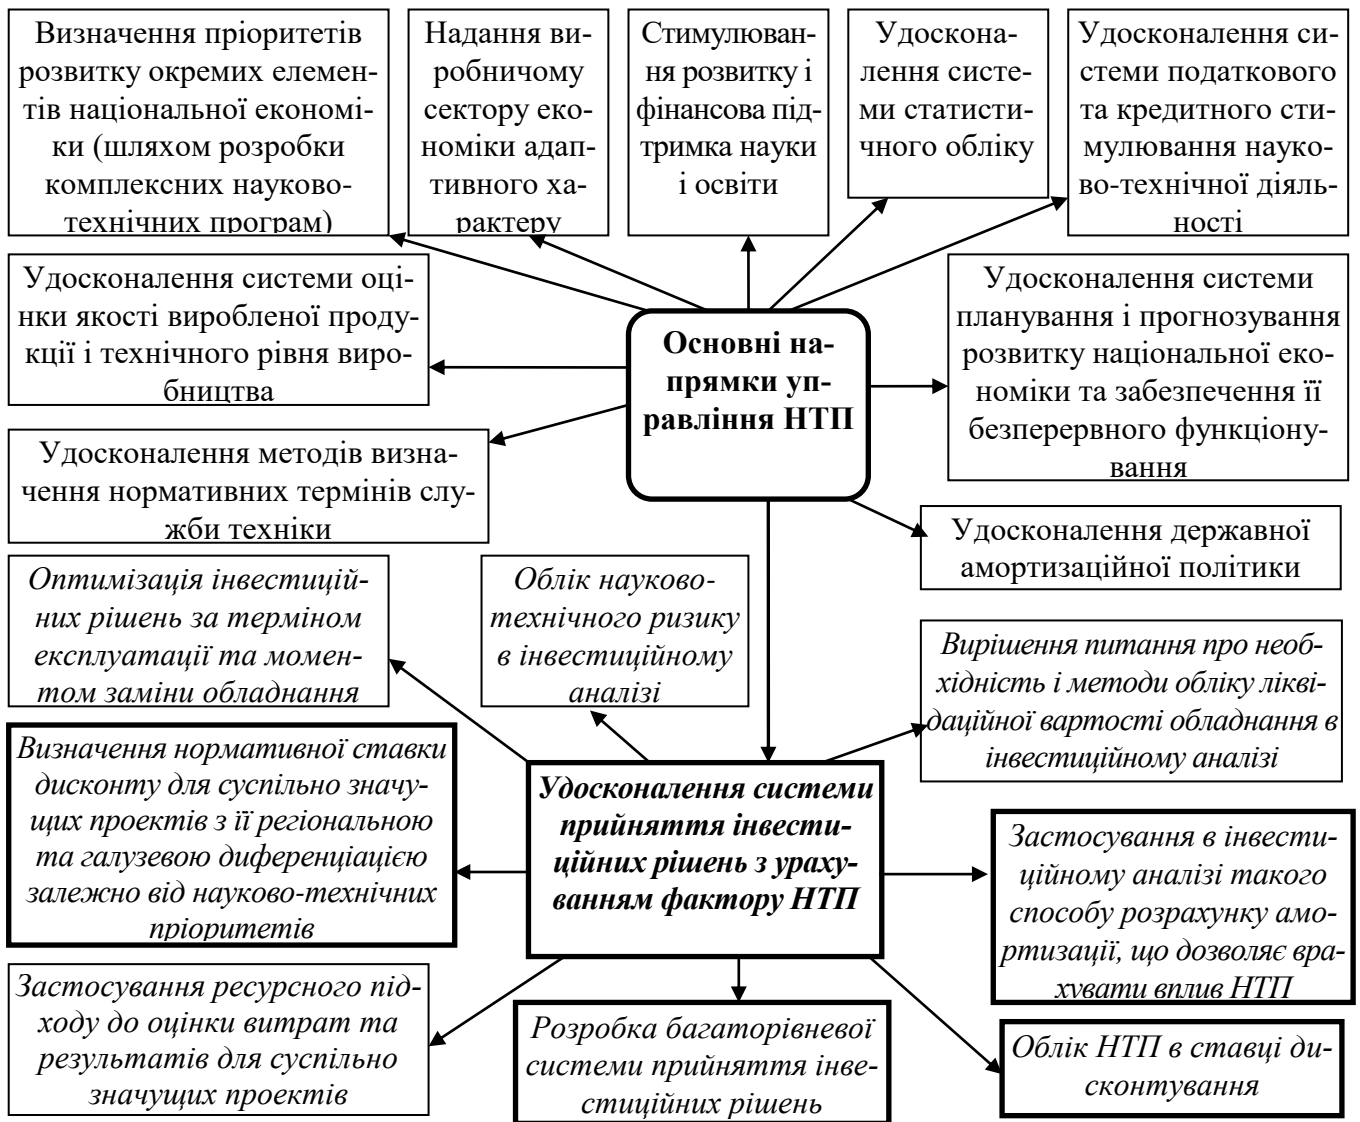 Визначення пріоритетів
розвитку окремих елемен-
тів національної економі-
ки (шляхом розробки
комплексних науково-
технічних програм)
Надання ви-
робничому
сектору еко-
номіки адап-
тивного ха-
рактеру
Стимулюван-
ня розвитку і
фінансова під-
тримка науки
і освіти
Удоскона-
лення систе-
ми статисти-
чного обліку
Удосконалення си-
стеми податкового
та кредитного сти-
мулювання науко-
во-технічної діяль-
ності
Удосконалення системи оці-
нки якості виробленої проду-
кції і технічного рівня виро-
бництва
Основні на-
прямки уп-
равління НТП
Удосконалення системи
планування і прогнозування
розвитку національної еко-
номіки та забезпечення її
безперервного функціону-
вання
Удосконалення методів визна-
чення нормативних термінів слу-
жби техніки
Удосконалення державної
амортизаційної політики
Оптимізація інвестицій-
них рішень за терміном
експлуатації та момен-
том заміни обладнання
Облік науково-
технічного ризику
в інвестиційному
аналізі
Вирішення питання про необ-
хідність і методи обліку лікві-
даційної вартості обладнання в
інвестиційному аналізі
Визначення нормативної ставки
дисконту для суспільно значу-
щих проектів з її регіональною
та галузевою диференціацією
залежно від науково-технічних
пріоритетів
Удосконалення системи
прийняття інвести-
ційних рішень з ураху-
ванням фактору НТП
Застосування в інвести-
ційному аналізі такого
способу розрахунку амо-
ртизації, що дозволяє вра-
хувати вплив НТП
Застосування ресурсного під-
ходу до оцінки витрат та
результатів для суспільно
значущих проектів
Розробка багаторівневої
системи прийняття інве-
стиційних рішень
Облік НТП в ставці ди-
сконтування